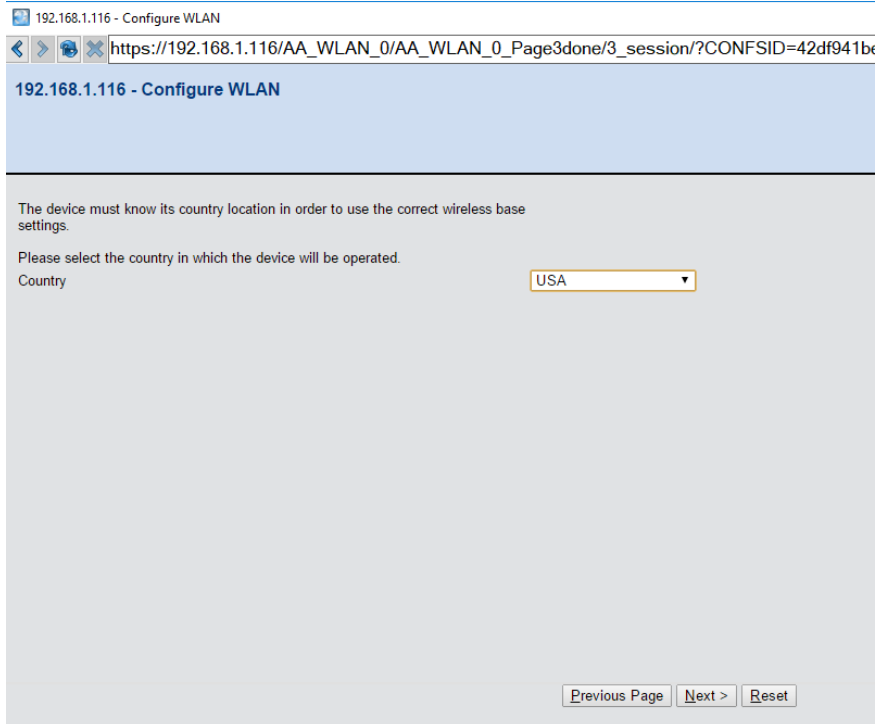 192.168.1.116 - Configure WLAN
https://192.168.1.116/AA_WLAN_0/AA_WLAN_0_Page3done/3_session/?CONFSID=42df941be
192.168.1.116 - Configure WLAN
The device must know its country location in order to use the correct wireless base
settings.
Please select the country in which the device will be operated.
Country USA
Previous Page Next > Reset